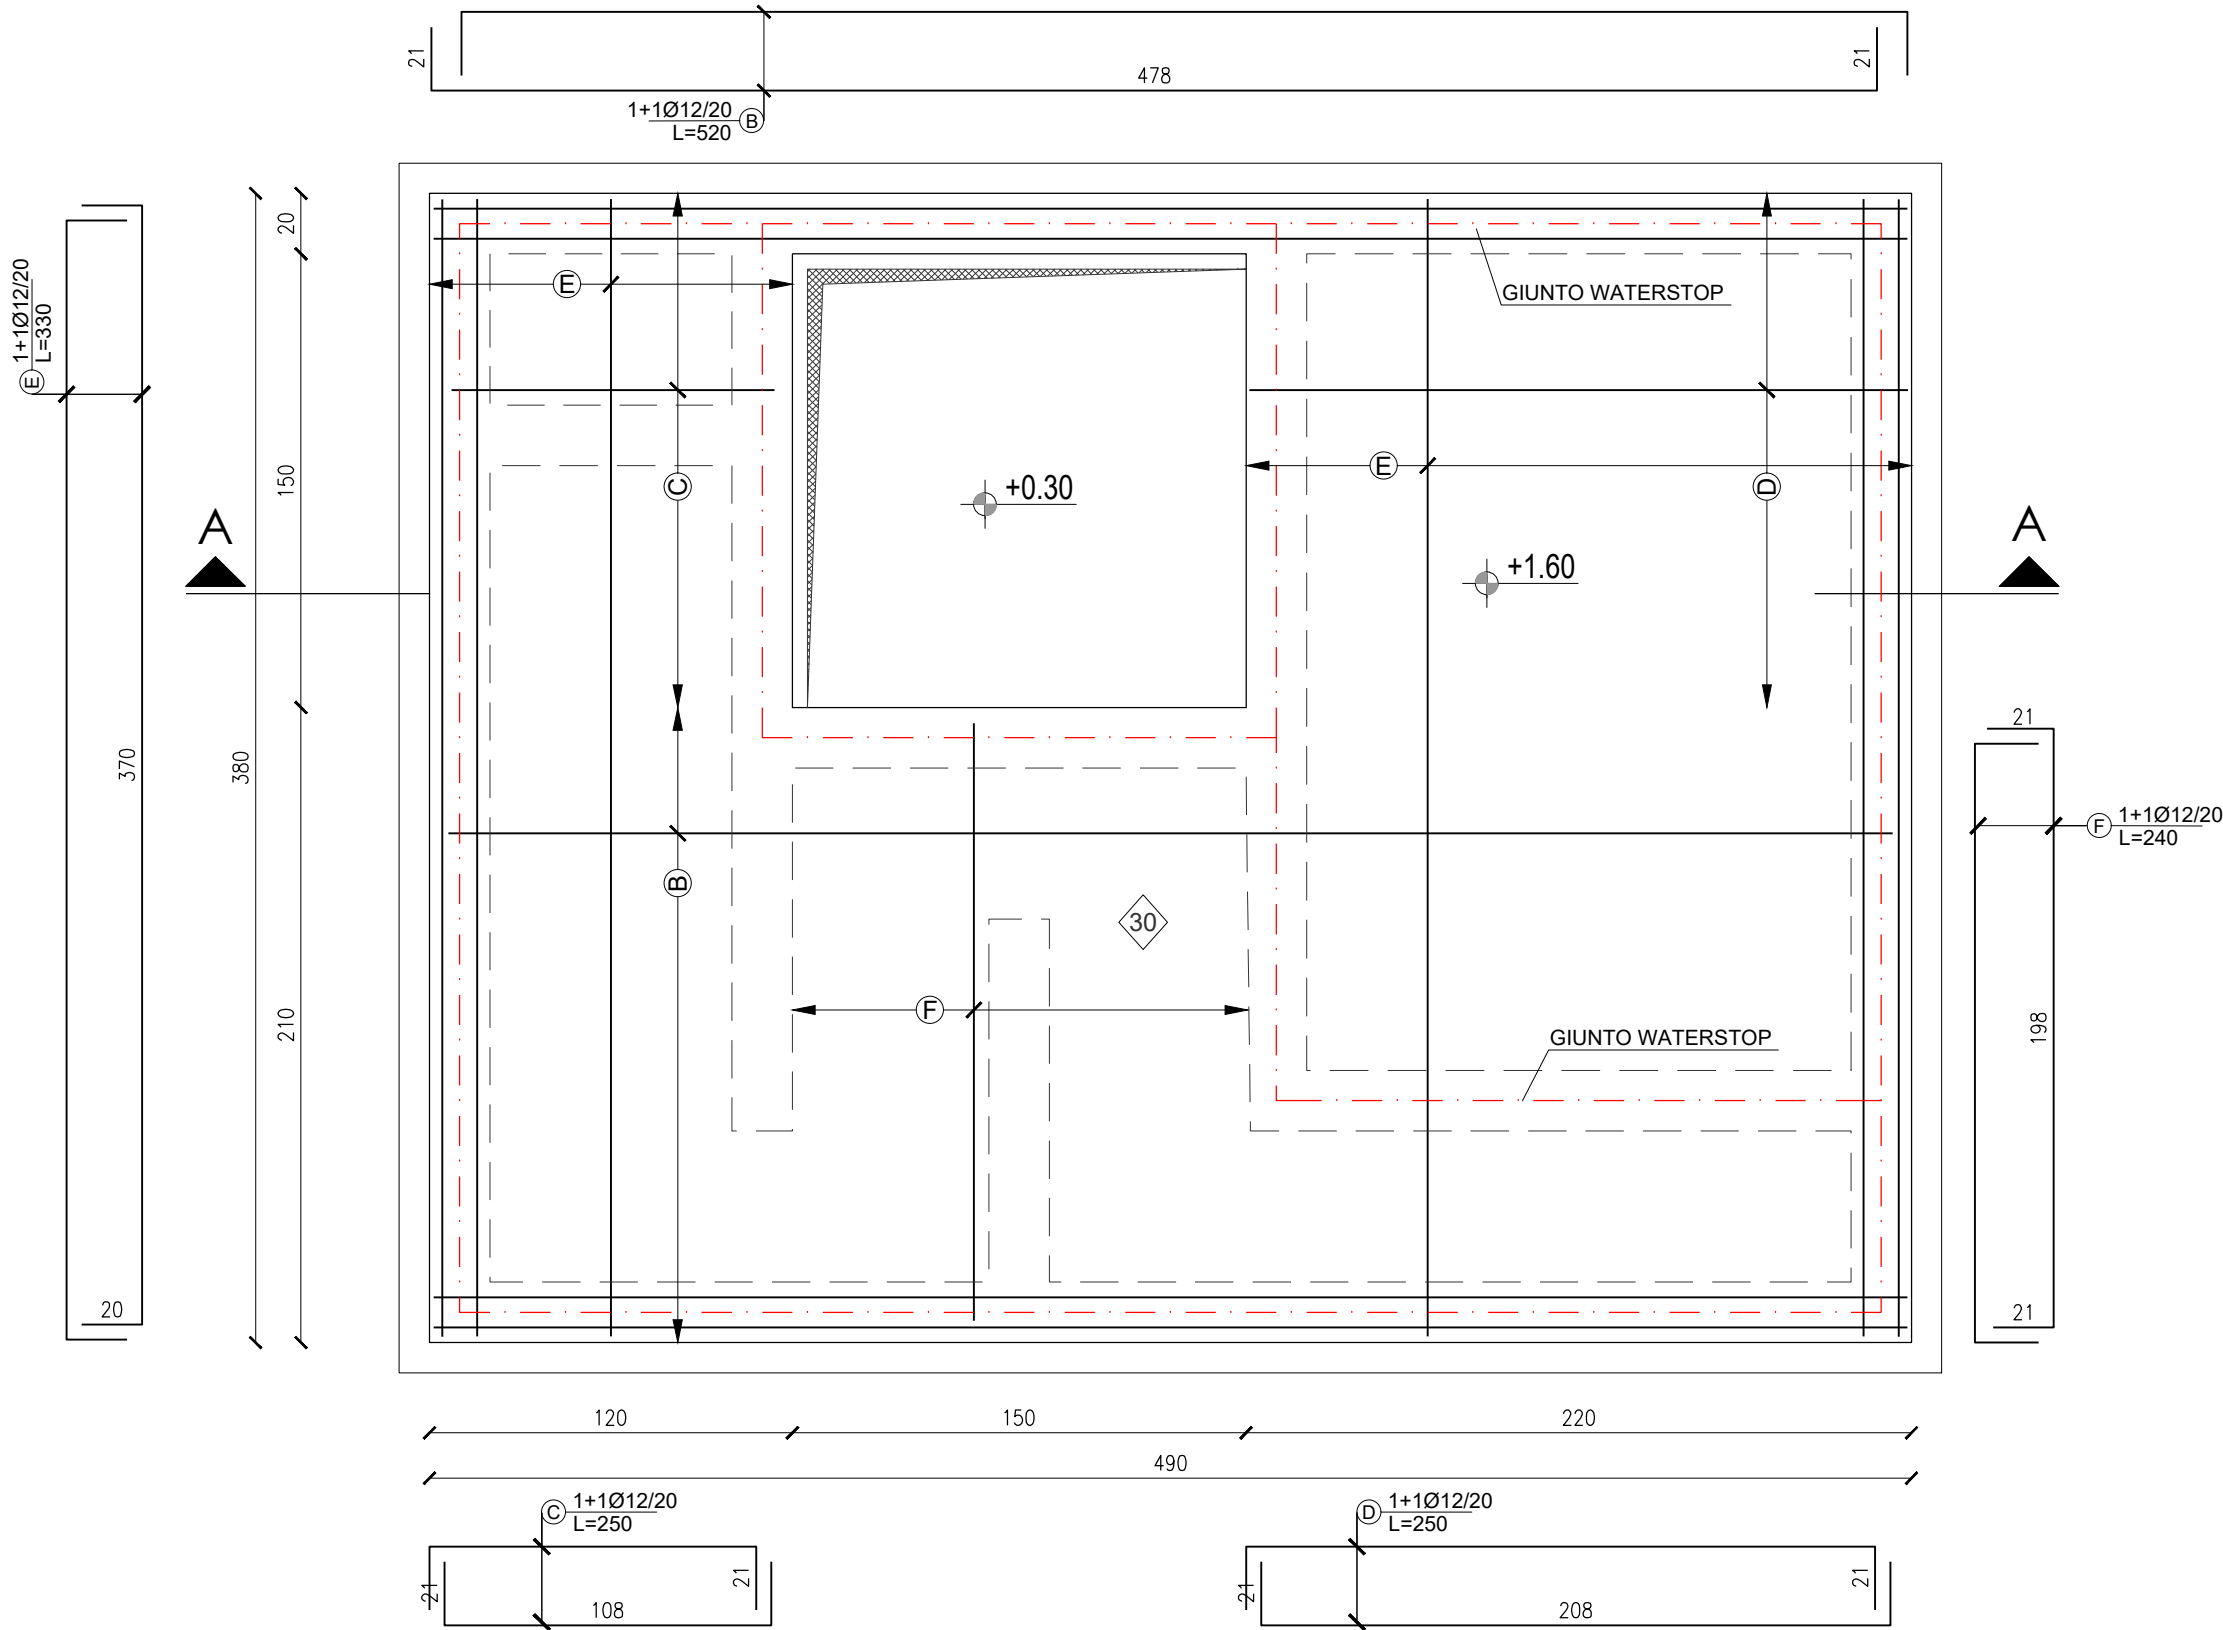 21
478
21
1+1Ø12/20
L=520
B
20
E
1+1Ø12/20
L=330
E
GIUNTO WATERSTOP
150
C
+0.30
E
D
A
A
+1.60
370
380
21
1+1Ø12/20
L=240
F
B
30
210
F
GIUNTO WATERSTOP
198
20
21
120
150
220
490
C
1+1Ø12/20
L=250
D
1+1Ø12/20
L=250
21
21
108
21
21
208